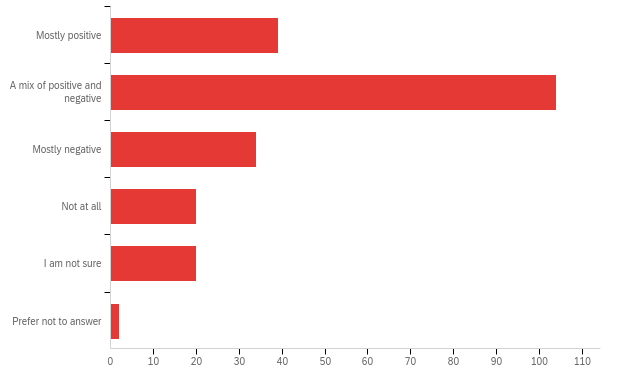 Mostly positive
A mix of positive and
negative
Mostly negative
Not at all
I am not sure
Prefer not to answer
0 10 20 30 40 50 60 70 80 90 100 110